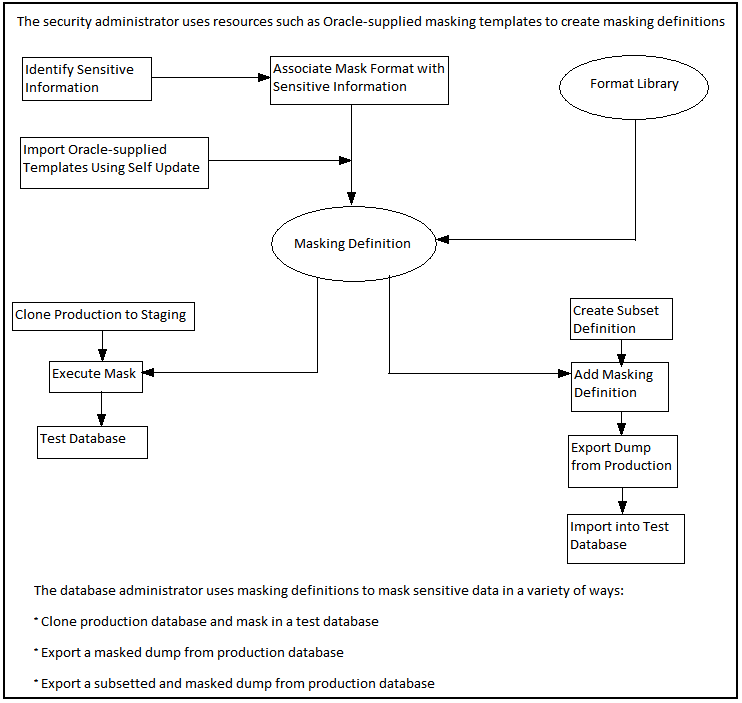 The security administrator uses resources such as Oracle-supplied masking templates to create masking definitions
Identify Sensitive
Information
Associate Mask Format with
Sensitive Information
Format Library
Import Oracle-supplied
Templates Using Self Update
Masking Definition
Clone Production to Staging
Execute Mask
Test Database
Create Subset
Definition
Add Masking
Definition
Export Dump
from Production
Import into Test
Database
The database administrator uses masking definitions to mask sensitive data in a variety of ways:
* Clone production database and mask in a test database
* Export a masked dump from production database
* Export a subsetted and masked dump from production database